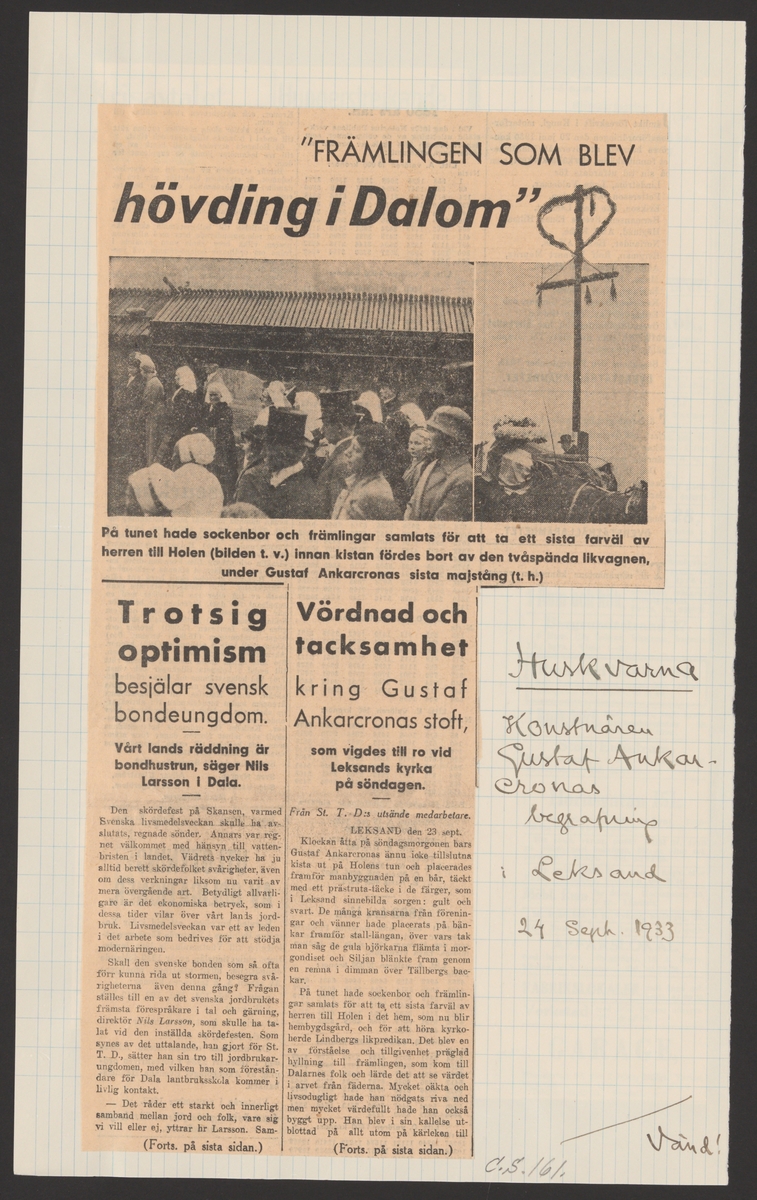 "FRÄMLINGEN SOM BLEV
hövding i Dalom"
På tunet hade sockenbor och främlingar samlats för att ta ett sista farväl av
herren till Holen (bilden t. v.) innan kistan fördes bort av den tvåspända likvagnen,
under Gustaf Ankarcronas sista majstång (t. h.)
Trotsig
optimism
besjälar svensk
bondeungdom.
Vårt lands räddning är
bondhustrun, säger Nils
Larsson i Dala.
Den skördefest på Skansen, varmed
Svenska livsmedelsveckan skulle ha av-
slutats, regnade sönder. Annars var reg-
net välkommet med hänsyn till vatten-
bristen i landet. Vädrets nycker ha ju
alltid berett skördefolket svårigheter, även
om dess verkningar liksom nu varit av
mera övergående art. Betydligt allvarli-
gare är det ekonomiska betryck, som i
dessa tider vilar över vårt lands jord-
bruk. Livsmedelsveckan var ett av leden
i det arbete som bedrives för att stödja
modernäringen.
Skall den svenske bonden som så ofta
förr kunna rida ut stormen, besegra svå-
righeterna även denna gång? Frågan
ställes till en av det svenska jordbrukets
främsta förespråkare i tal och gärning,
direktör Nils Larsson, som skulle ha ta-
lat vid den inställda skördefesten. Som
synes av det uttalande, han gjort för St.
T. D., sätter han sin tro till jordbrukar-
ungdomen, med vilken han som förestån-
dare för Dala lantbruksskola kommer i
livlig kontakt.
— Det råder ett starkt och innerligt
samband mellan jord och folk, vare sig
vi vill eller ej, yttrar hr Larsson. Sam-
(Forts. på sista sidan.)
Vördnad och
tacksamhet
kring Gustaf
Ankarcronas stoft,
som vigdes till ro vid
Leksands kyrka
på söndagen.
Från St. T. D:s utsände medarbetare.
LEKSAND den 23 sept.
Klockan åtta på söndagsmorgonen bars
Gustaf Ankarcronas ännu icke tillslutna
kista ut på Holens tun och placerades
framför manbyggnaden på en bår, täckt
med ett prästruts-täcke i de färger, som
i Leksand sinnebilda sorgen: gult och
svart. De många kransarna från förenin-
gar och vänner hade placerats på bän-
kar framför stall-längan, över vars tak
man såg de gula björkarna flämta i mor-
gondiset och Siljan blänkte fram genom
en remna i dimman över Tällbergs bac-
kar.
På tunet hade sockenbor och främlin-
gar samlats för att ta ett sista farväl av
herren till Holen i det hem, som nu blir
hembygdsgård, och för att höra kyrko-
herde Lindbergs likpredikan. Det blev en
av förståelse och tillgivenhet präglad
hyllning till främlingen, som kom till
Dalarnes folk och lärde det att se värdet
i arvet från fäderna. Mycket oäkta och
livsodugligt hade han nödgats riva ned
men mycket värdefullt hade han också
byggt upp. Han blev i sin kallelse ut-
blottad på allt utom på kärleken till
(Forts. på sista sidan.)
Huskvarna
Konstnären
Gustaf Ankar-
cronas
begrafning
i Leksand
24 Sept. 1933
Vänd!
C.S. 161.